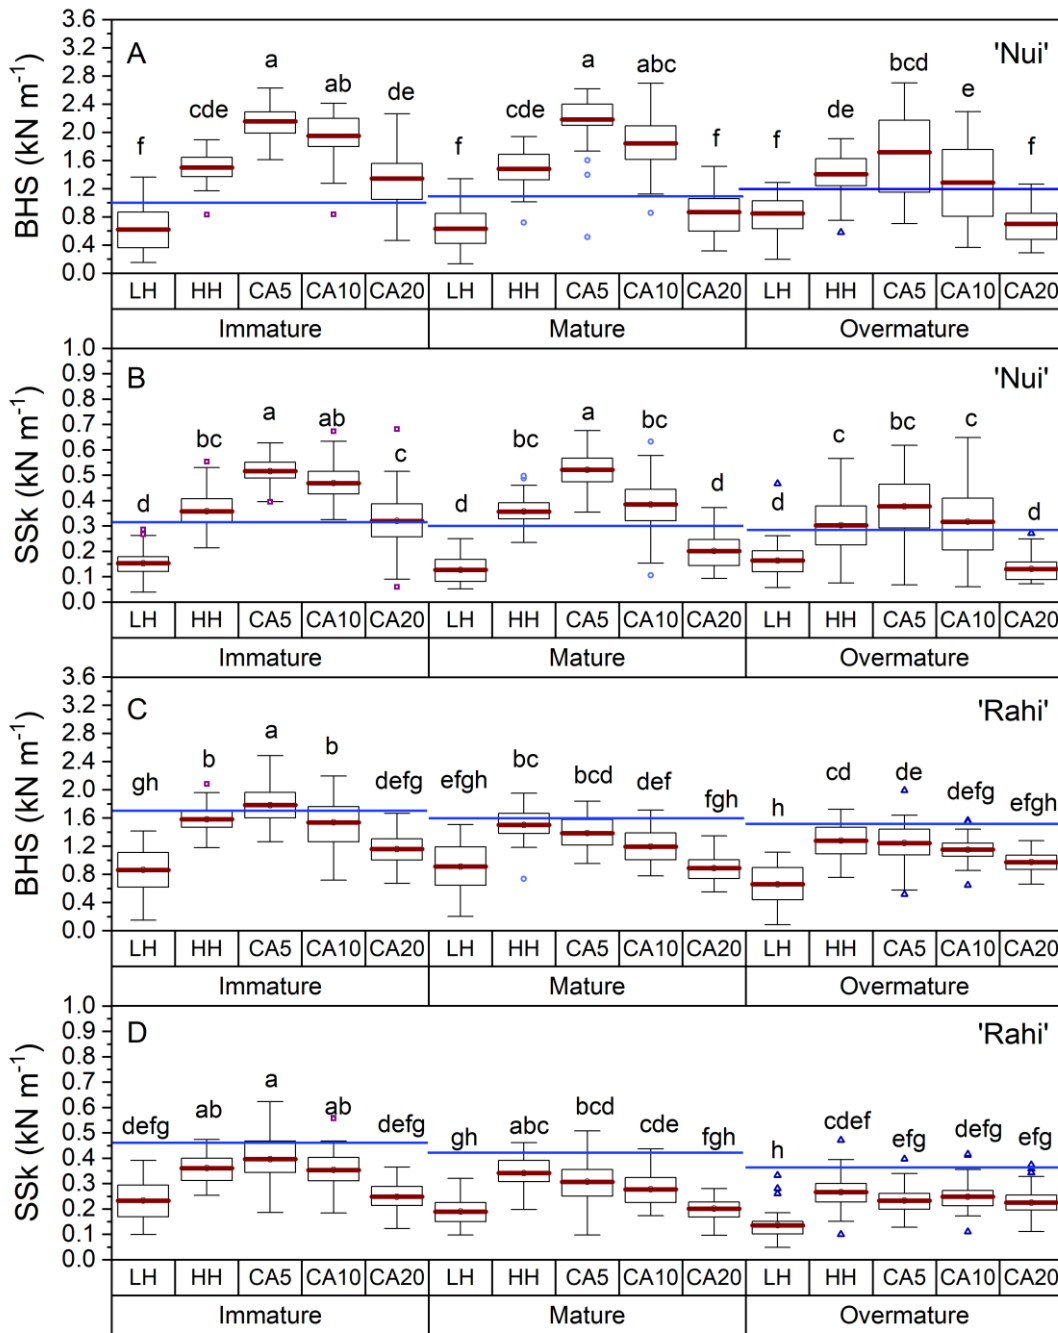 3.6
A
'Nui'
3.2
a
a
bcd
2.8
ab
abc
cde
de
cde
de
e
2.4
2.0
f
f
f
f
f
1.6
1.2
0.8
0.4
0.0
BHS (kN m⁻¹)
LH HH CA5 CA10 CA20 LH HH CA5 CA10 CA20 LH HH CA5 CA10 CA20
Immature Mature Overmature
1.0
B
'Nui'
0.9
0.8
a
a
0.7
ab
bc
c
bc
bc
c
bc
c
0.6
0.5
d
d
d
d
d
0.4
0.3
0.2
0.1
0.0
SSk (kN m⁻¹)
LH HH CA5 CA10 CA20 LH HH CA5 CA10 CA20 LH HH CA5 CA10 CA20
Immature Mature Overmature
3.6
C
'Rahi'
3.2
2.8
a
gh
b
b
defg
efgh
bc
bcd
def
fgh
h
cd
de
defg
efgh
2.4
2.0
1.6
1.2
0.8
0.4
0.0
BHS (kN m⁻¹)
LH HH CA5 CA10 CA20 LH HH CA5 CA10 CA20 LH HH CA5 CA10 CA20
Immature Mature Overmature
1.0
D
'Rahi'
0.9
0.8
0.7
defg
ab
a
ab
defg
gh
abc
bcd
cde
fgh
h
cdef
efg
defg
efg
0.6
0.5
0.4
0.3
0.2
0.1
0.0
SSk (kN m⁻¹)
LH HH CA5 CA10 CA20 LH HH CA5 CA10 CA20 LH HH CA5 CA10 CA20
Immature Mature Overmature